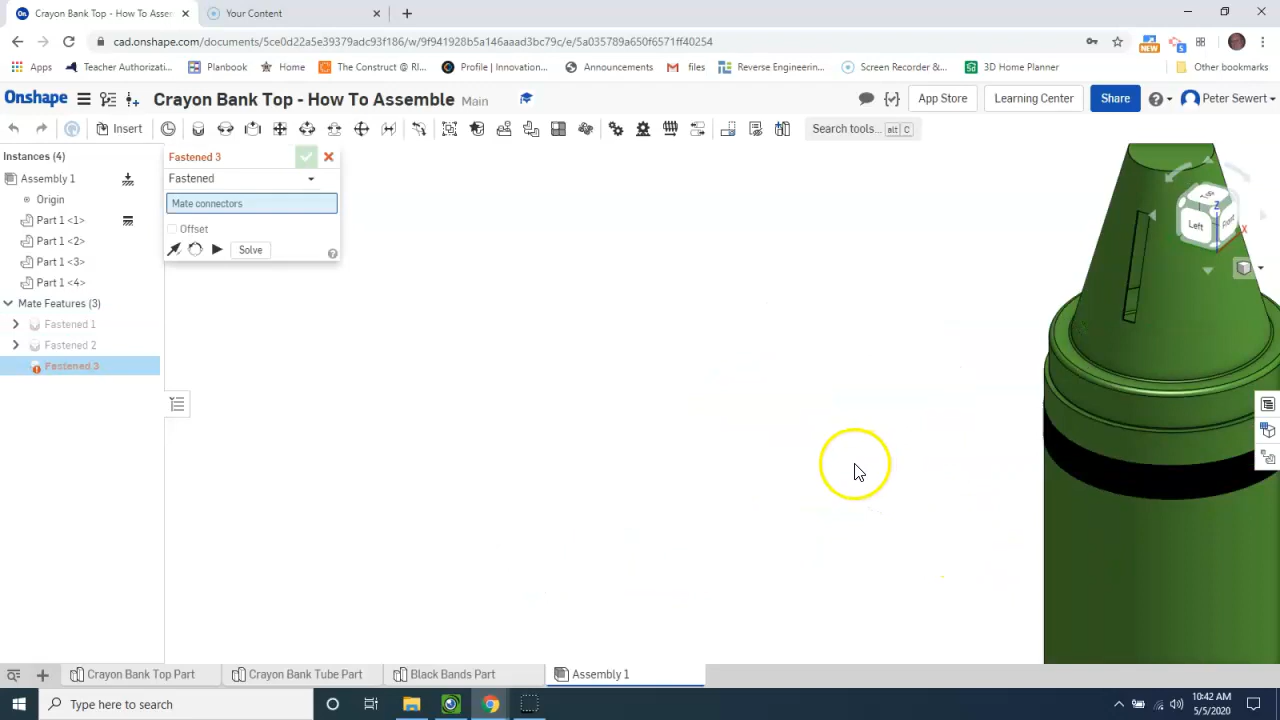 Crayon Bank Top - How To Assem
Your Content
cad.onshape.com/documents/5ce0d22a5e39379adc93f186/w/9f941928b5a146aaad3bc79c/e/5a035789a650f6571ff40254
NEW
5
Apps
Teacher Authorizati...
Planbook
Home
The Construct @ RI...
Profile | Innovation...
Announcements
files
Reverse Engineerin...
Screen Recorder &...
3D Home Planner
Other bookmarks
Onshape
Crayon Bank Top - How To Assemble Main
App Store
Learning Center
Share
Peter Sewert
Insert
Search tools... alt C
Instances (4)
Assembly 1
Origin
Part 1 <1>
Part 1 <2>
Part 1 <3>
Part 1 <4>
Mate Features (3)
Fastened 1
Fastened 2
Fastened 3
Fastened 3
Fastened
Mate connectors
Offset
Solve
Top
Left
Front
Z
X
Crayon Bank Top Part
Crayon Bank Tube Part
Black Bands Part
Assembly 1
Type here to search
10:42 AM
5/5/2020